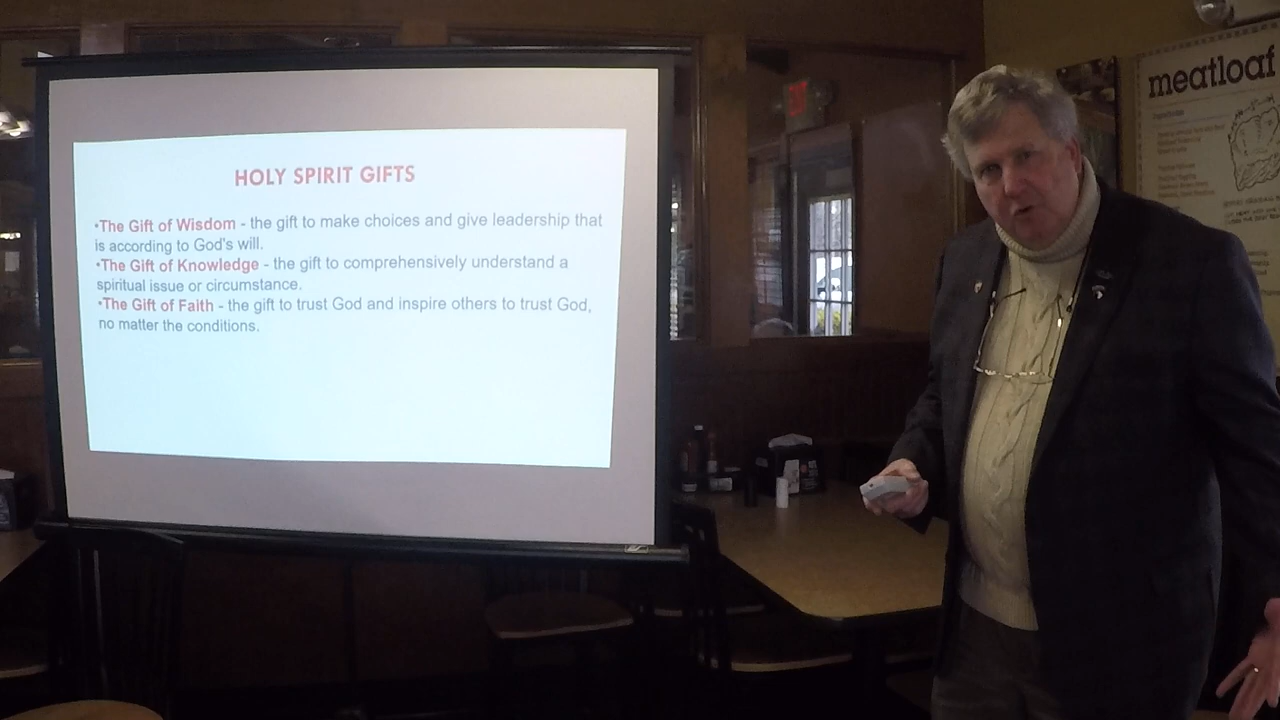 HOLY SPIRIT GIFTS
•The Gift of Wisdom - the gift to make choices and give leadership that
is according to God's will.
•The Gift of Knowledge - the gift to comprehensively understand a
spiritual issue or circumstance.
•The Gift of Faith - the gift to trust God and inspire others to trust God,
no matter the conditions.
meatloaf